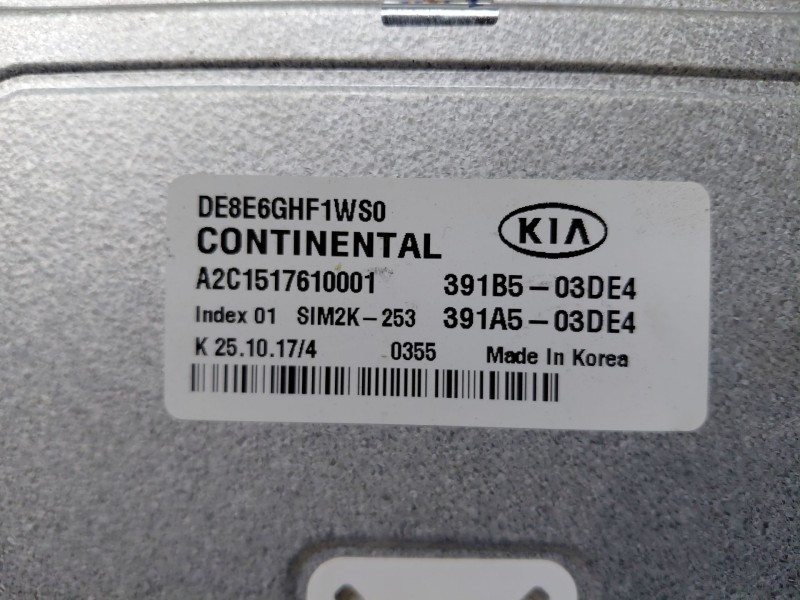 DE8E6GHF1WS0
CONTINENTAL
KIA
A2C1517610001 391B5-03DE4
Index 01 SIM2K-253 391A5-03DE4
K 25.10.17/4 0355 Made In Korea